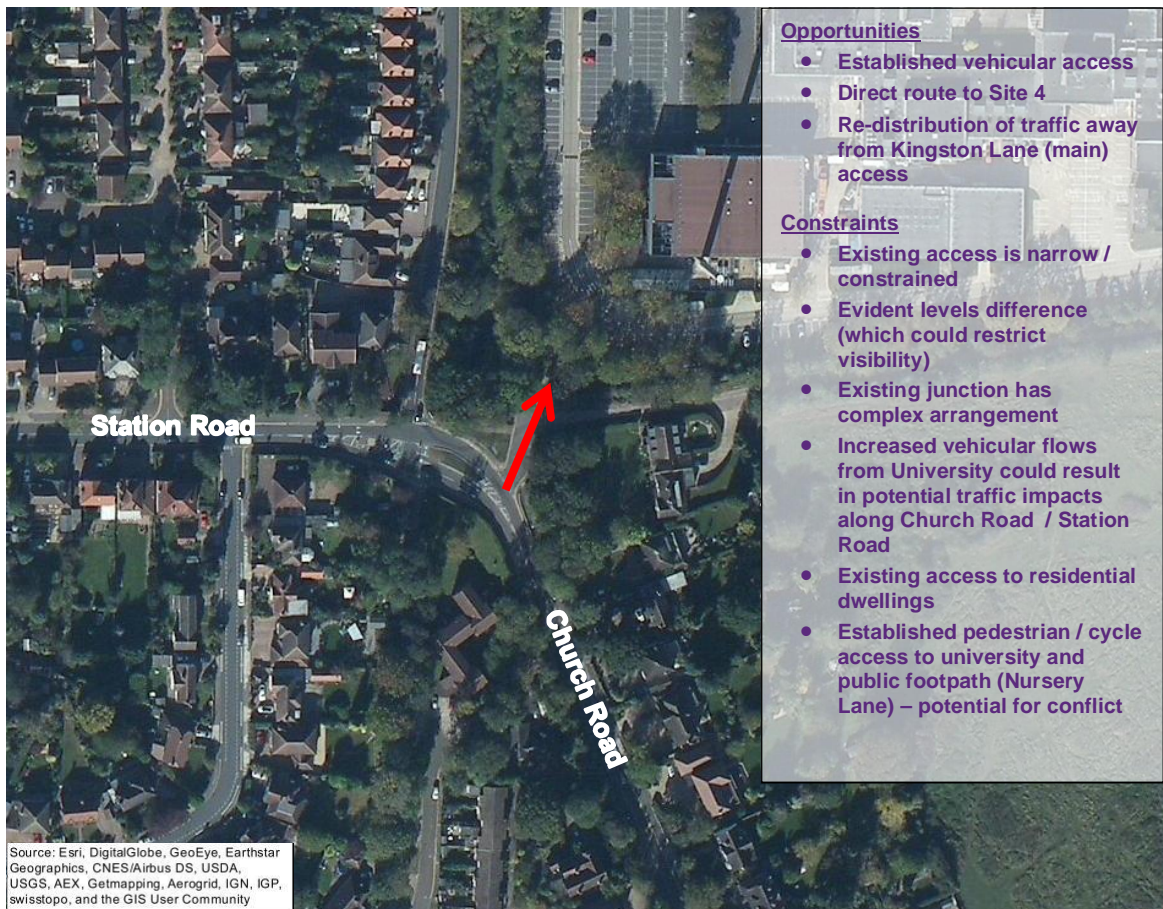 Opportunities
• Established vehicular access
• Direct route to Site 4
• Re-distribution of traffic away
from Kingston Lane (main)
access
Constraints
• Existing access is narrow /
constrained
• Evident levels difference
(which could restrict
visibility)
• Existing junction has
complex arrangement
• Increased vehicular flows
from University could result
in potential traffic impacts
along Church Road / Station
Road
• Existing access to residential
dwellings
• Established pedestrian / cycle
access to university and
public footpath (Nursery
Lane) – potential for conflict
Station Road
Church Road
Source: Esri, DigitalGlobe, GeoEye, Earthstar
Geographics, CNES/Airbus DS, USDA,
USGS, AEX, Getmapping, Aerogrid, IGN, IGP,
swisstopo, and the GIS User Community